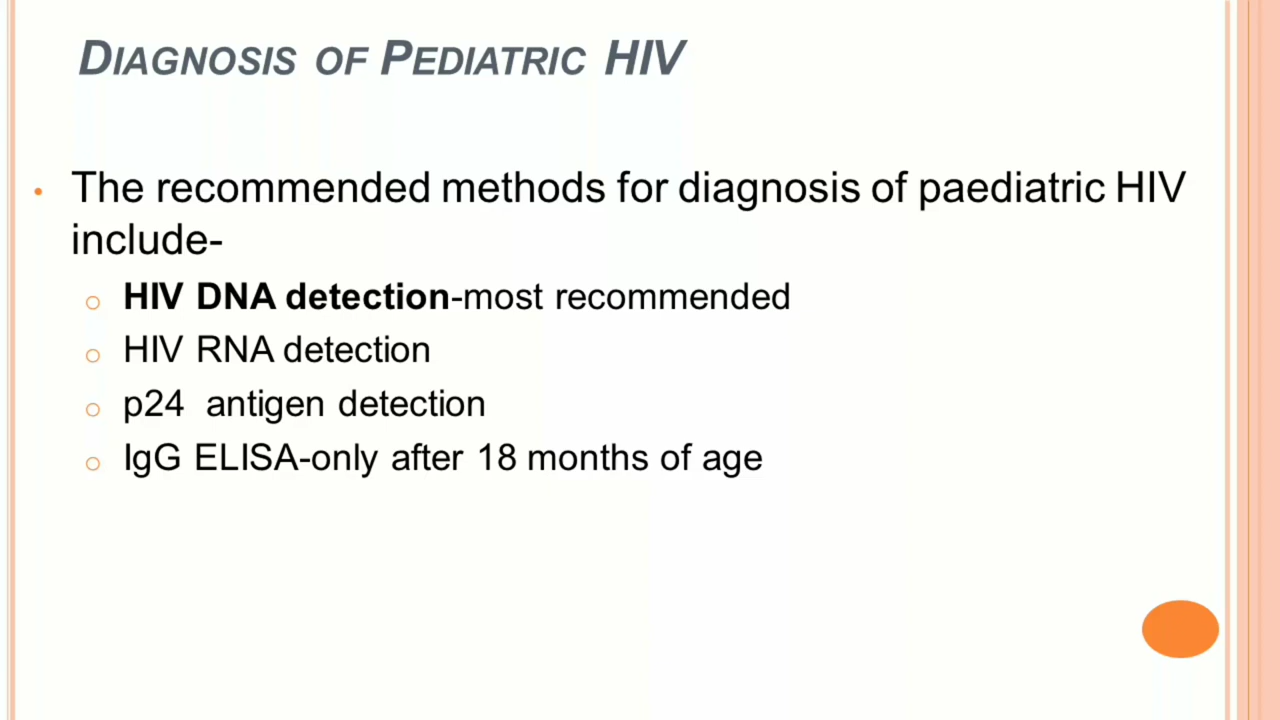 DIAGNOSIS OF PEDIATRIC HIV
• The recommended methods for diagnosis of paediatric HIV
include-
o HIV DNA detection-most recommended
o HIV RNA detection
o p24 antigen detection
o IgG ELISA-only after 18 months of age